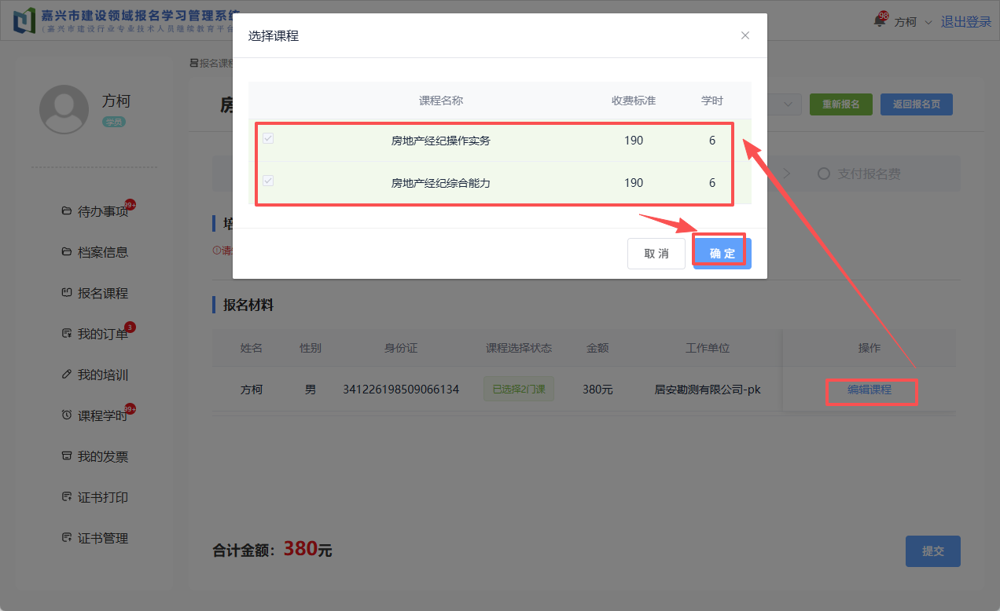 嘉兴市建设领域报名学习管理系统
(嘉兴市建设行业专业技术人员继续教育平台
98
方柯
退出登录
选择课程
报名课程
方柯
学员
房
重新报名
返回报名页
课程名称 收费标准 学时
房地产经纪操作实务 190 6
房地产经纪综合能力 190 6
支付报名费
取 消
确 定
培
请
待办事项 99+
档案信息
报名课程
我的订单 3
我的培训
课程学时 99+
我的发票
证书打印
证书管理
报名材料
姓名 性别 身份证 课程选择状态 金额 工作单位 操作
方柯 男 341226198509066134 已选择2门课 380元 居安勘测有限公司-pk 编辑课程
合计金额：380元
提交